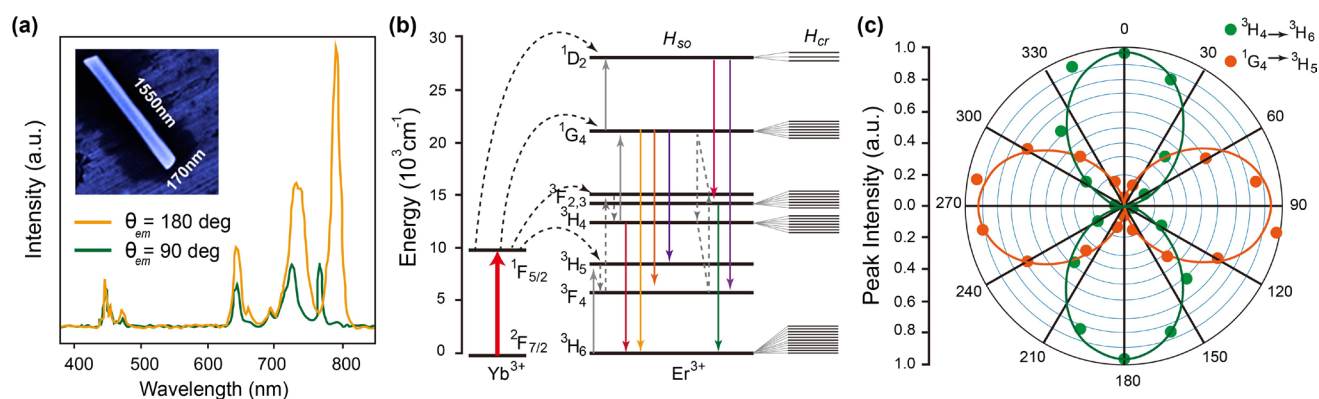 (a)
Intensity (a.u.)
1550nm
170nm
θem = 180 deg
θem = 90 deg
400 500 600 700 800
Wavelength (nm)
(b)
Energy (10³cm⁻¹)
30
25
20
15
10
5
0
Hso
Hcr
¹D₂
¹G₄
³F₂,₃
³H₄
³H₅
³F₄
³H₆
¹F₅/₂
²F₇/₂
Yb³⁺
Er³⁺
(c)
Peak Intensity (a.u.)
1.0
0.8
0.6
0.4
0.2
0.0
0.2
0.4
0.6
0.8
1.0
0
30
60
90
120
150
180
210
240
270
300
330
³H₄→³H₆
¹G₄→³H₅